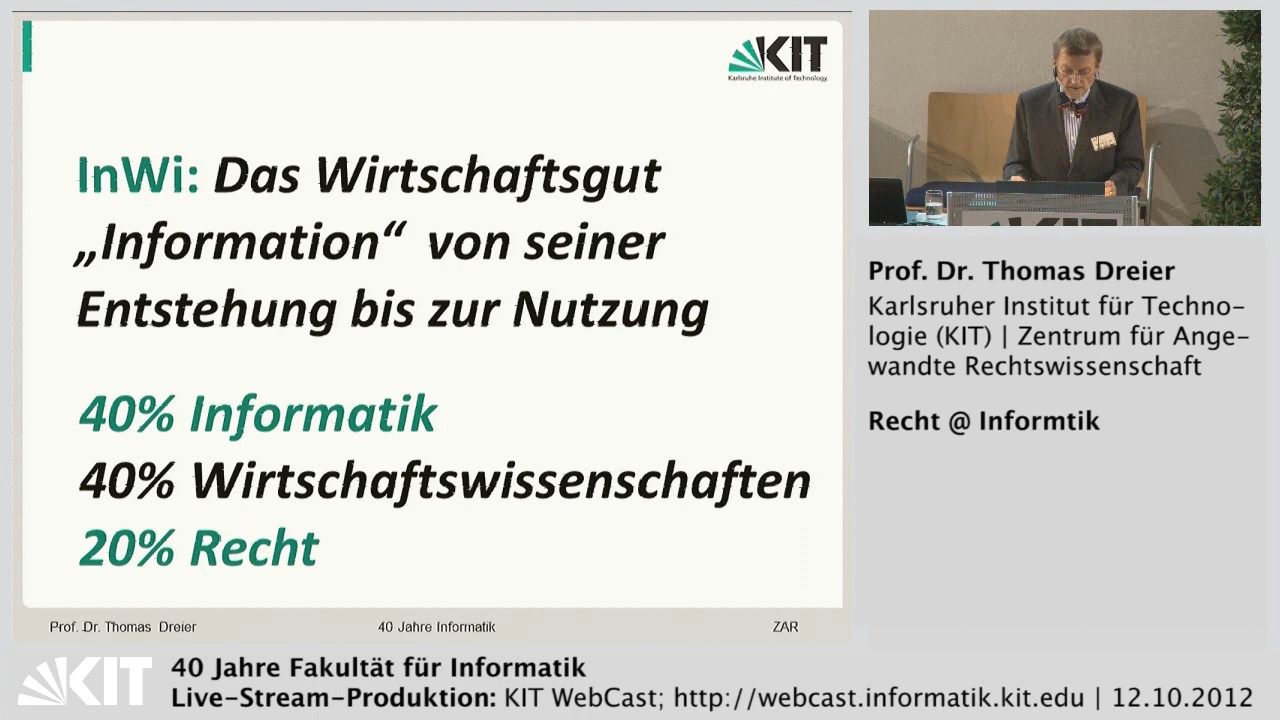 KIT
Karlsruhe Institute of Technology
InWi: Das Wirtschaftsgut
„Information“ von seiner
Entstehung bis zur Nutzung
40% Informatik
40% Wirtschaftswissenschaften
20% Recht
Prof. Dr. Thomas Dreier
40 Jahre Informatik
ZAR
KIT
Prof. Dr. Thomas Dreier
Karlsruher Institut für Techno-
logie (KIT) | Zentrum für Ange-
wandte Rechtswissenschaft
Recht @ Informtik
KIT
40 Jahre Fakultät für Informatik
Live-Stream-Produktion: KIT WebCast; http://webcast.informatik.kit.edu | 12.10.2012